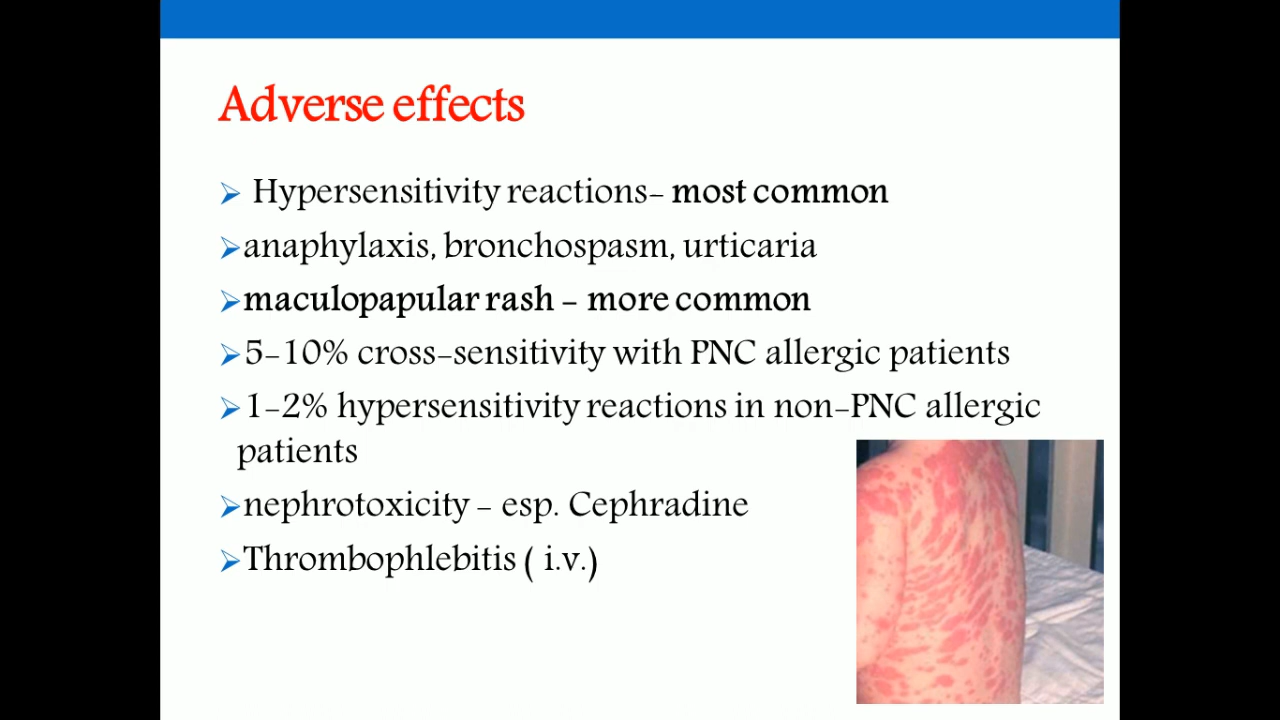 Adverse effects
➢ Hypersensitivity reactions- most common
➢anaphylaxis, bronchospasm, urticaria
➢maculopapular rash - more common
➢5-10% cross-sensitivity with PNC allergic patients
➢1-2% hypersensitivity reactions in non-PNC allergic
patients
➢nephrotoxicity - esp. Cephradine
➢Thrombophlebitis ( i.v.)